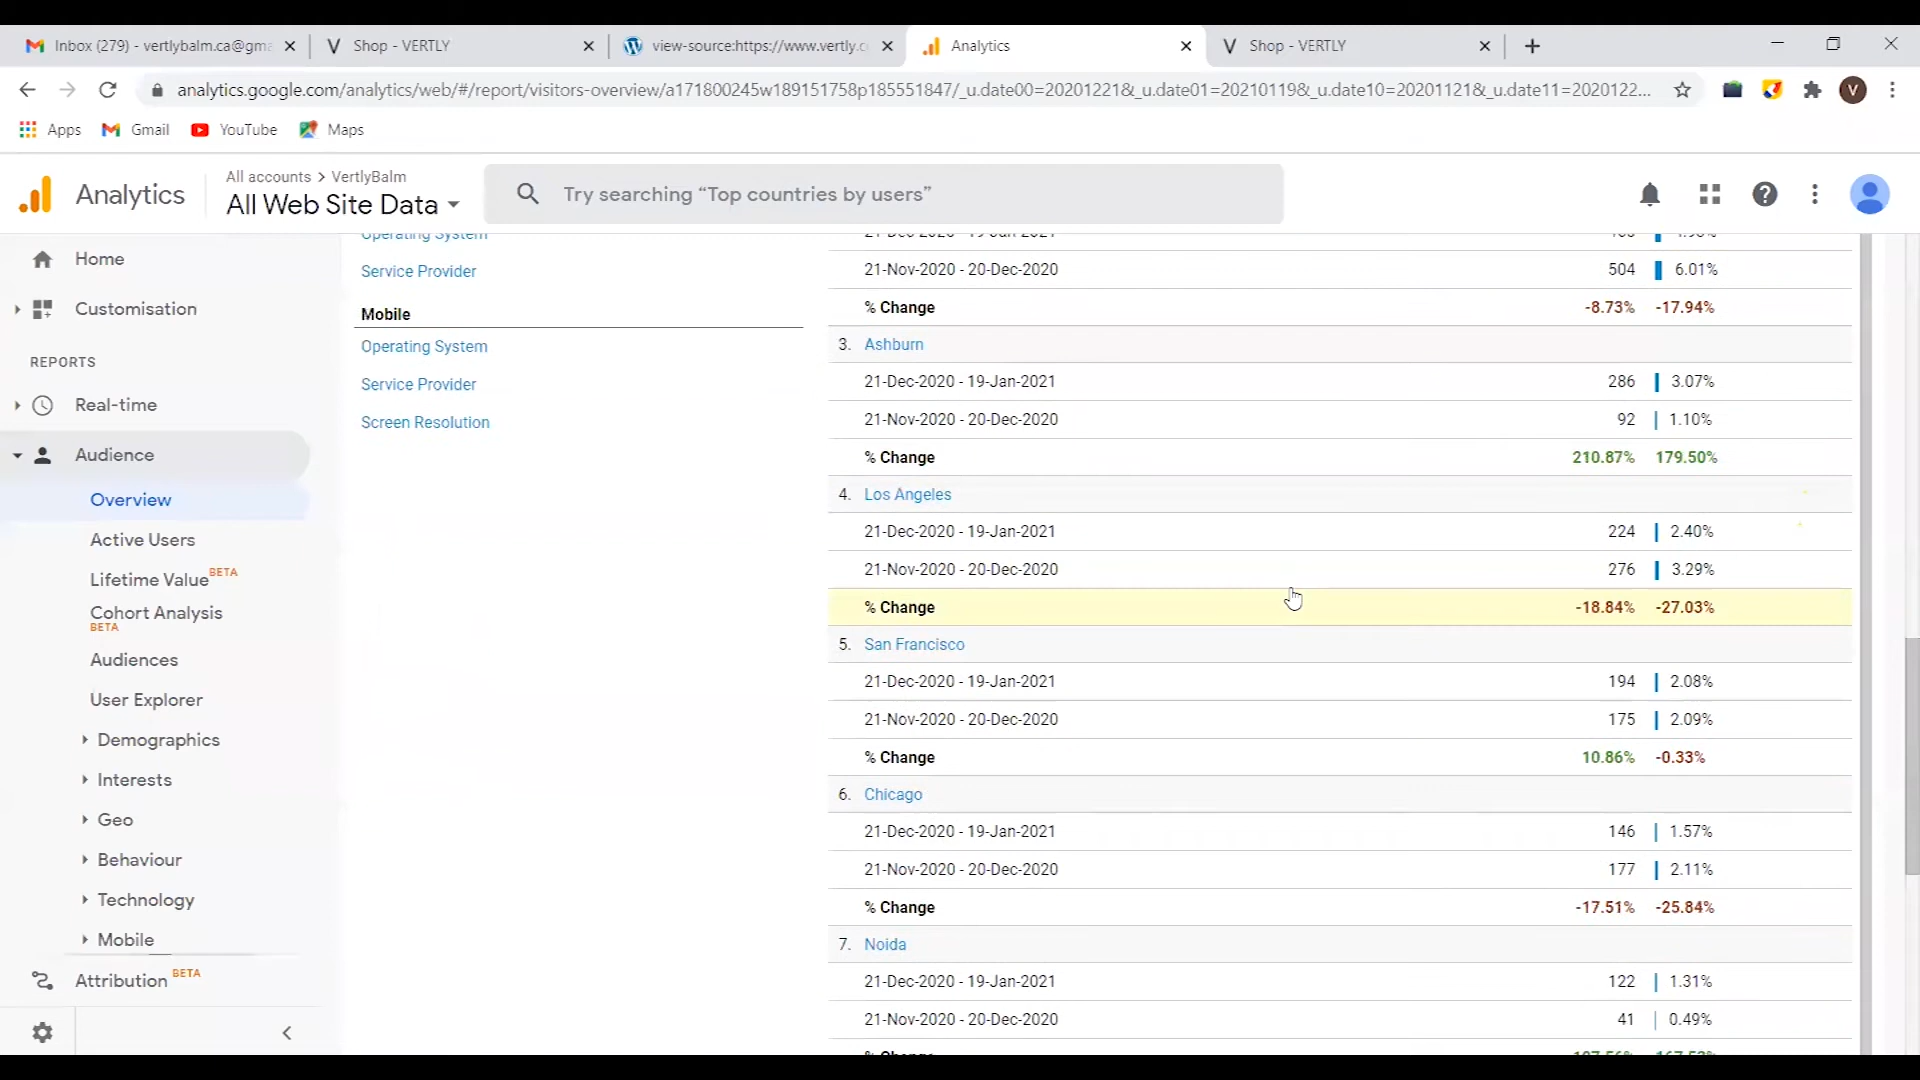 Inbox (279) - vertlybalm.ca@gma
Shop - VERTLY
view-source:https://www.vertly.c
Analytics
Shop - VERTLY
analytics.google.com/analytics/web/#/report/visitors-overview/a171800245w189151758p185551847/_u.date00=20201221&_u.date01=20210119&_u.date10=20201121&_u.date11=2020122...
V
Apps
Gmail
YouTube
Maps
Analytics
All accounts > VertlyBalm
All Web Site Data
Try searching “Top countries by users”
Home
Customisation
REPORTS
Real-time
Audience
Overview
Active Users
Lifetime Value BETA
Cohort Analysis
BETA
Audiences
User Explorer
Demographics
Interests
Geo
Behaviour
Technology
Mobile
Attribution BETA
Operating System
Service Provider
Mobile
Operating System
Service Provider
Screen Resolution
21-Nov-2020 - 20-Dec-2020 504 6.01%
% Change -8.73% -17.94%
3. Ashburn
21-Dec-2020 - 19-Jan-2021 286 3.07%
21-Nov-2020 - 20-Dec-2020 92 1.10%
% Change 210.87% 179.50%
4. Los Angeles
21-Dec-2020 - 19-Jan-2021 224 2.40%
21-Nov-2020 - 20-Dec-2020 276 3.29%
% Change -18.84% -27.03%
5. San Francisco
21-Dec-2020 - 19-Jan-2021 194 2.08%
21-Nov-2020 - 20-Dec-2020 175 2.09%
% Change 10.86% -0.33%
6. Chicago
21-Dec-2020 - 19-Jan-2021 146 1.57%
21-Nov-2020 - 20-Dec-2020 177 2.11%
% Change -17.51% -25.84%
7. Noida
21-Dec-2020 - 19-Jan-2021 122 1.31%
21-Nov-2020 - 20-Dec-2020 41 0.49%